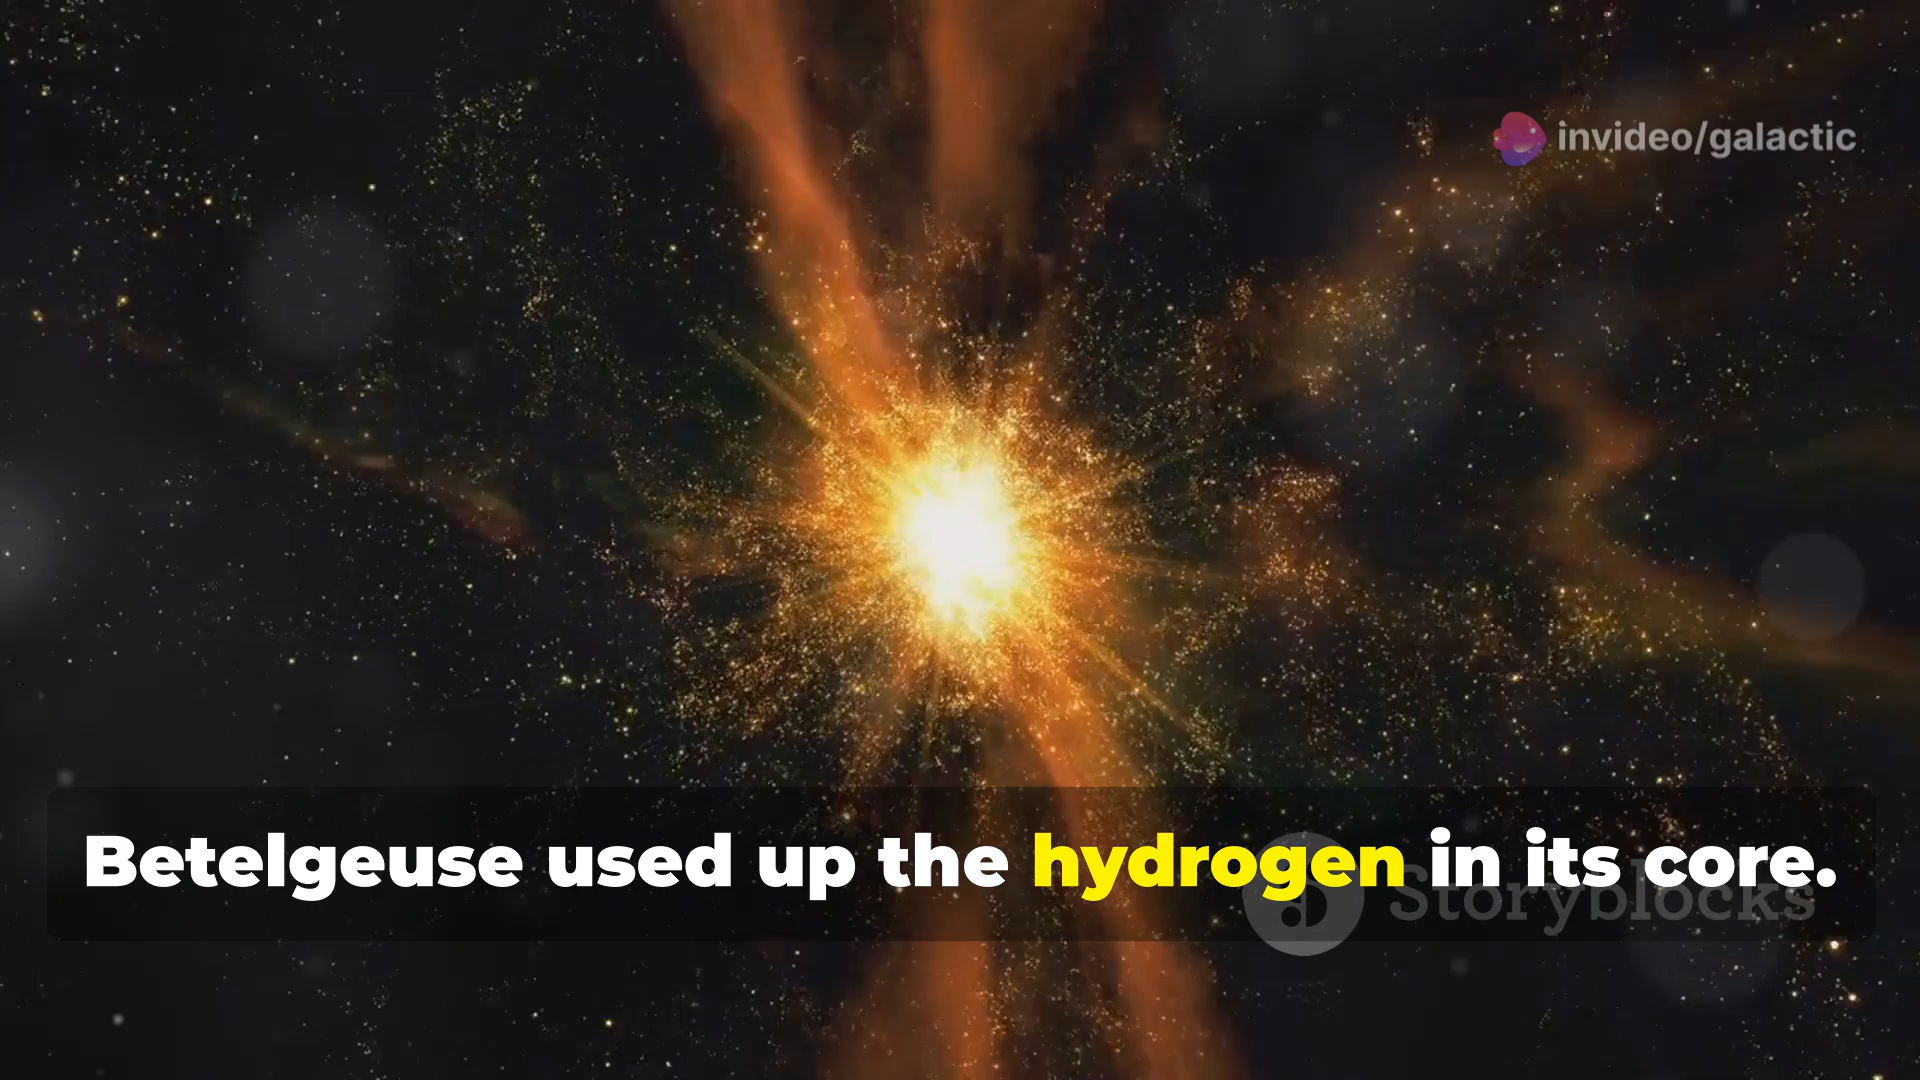 invideo/galactic
Betelgeuse used up the hydrogen in its core.
Storyblocks